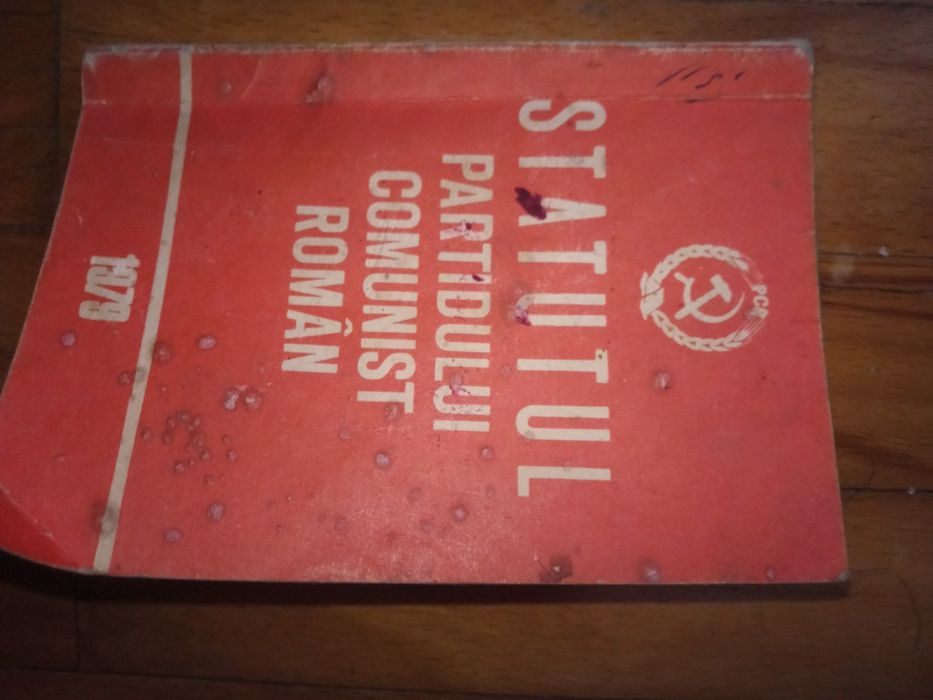 PCR
STATUTUL
PARTIDULUI
COMUNIST
ROMÂN
1979